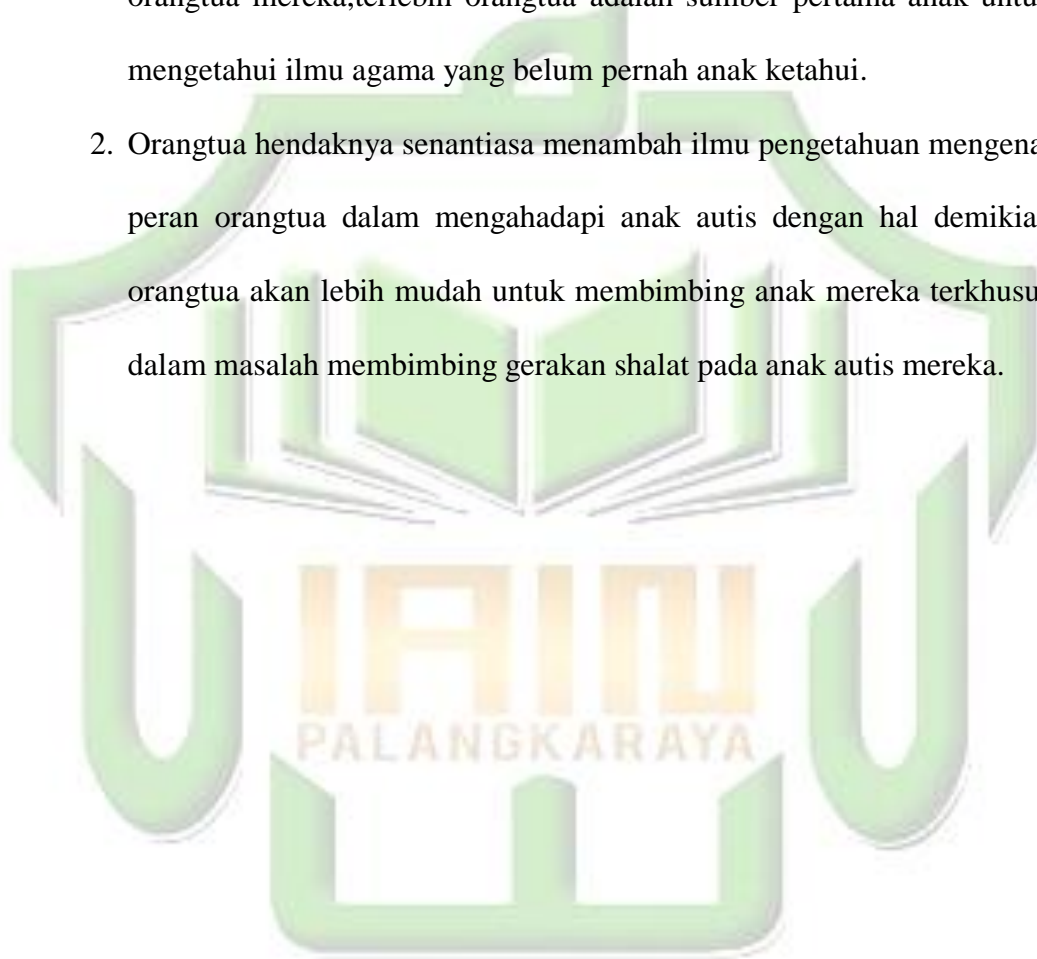 orangtua mereka,terlebih orangtua adalah sumber pertama anak untu
mengetahui ilmu agama yang belum pernah anak ketahui.
2. Orangtua hendaknya senantiasa menambah ilmu pengetahuan mengena
peran orangtua dalam mengahadapi anak autis dengan hal demikia
orangtua akan lebih mudah untuk membimbing anak mereka terkhusu
dalam masalah membimbing gerakan shalat pada anak autis mereka.
IAIN
PALANGKARAYA